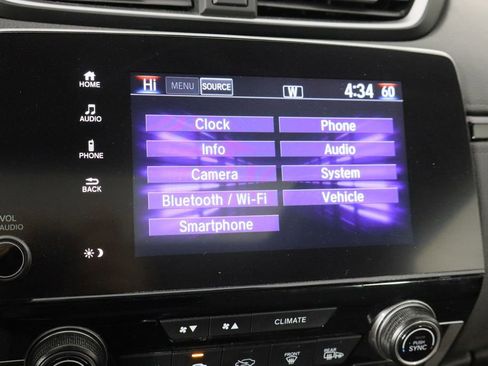 Hi MENU SOURCE W 4:34 60
HOME
AUDIO
PHONE
BACK
VOL
AUDIO
Clock Phone
Info Audio
Camera System
Bluetooth / Wi-Fi Vehicle
Smartphone
CLIMATE
PUSH
SYNC
FRONT
REAR